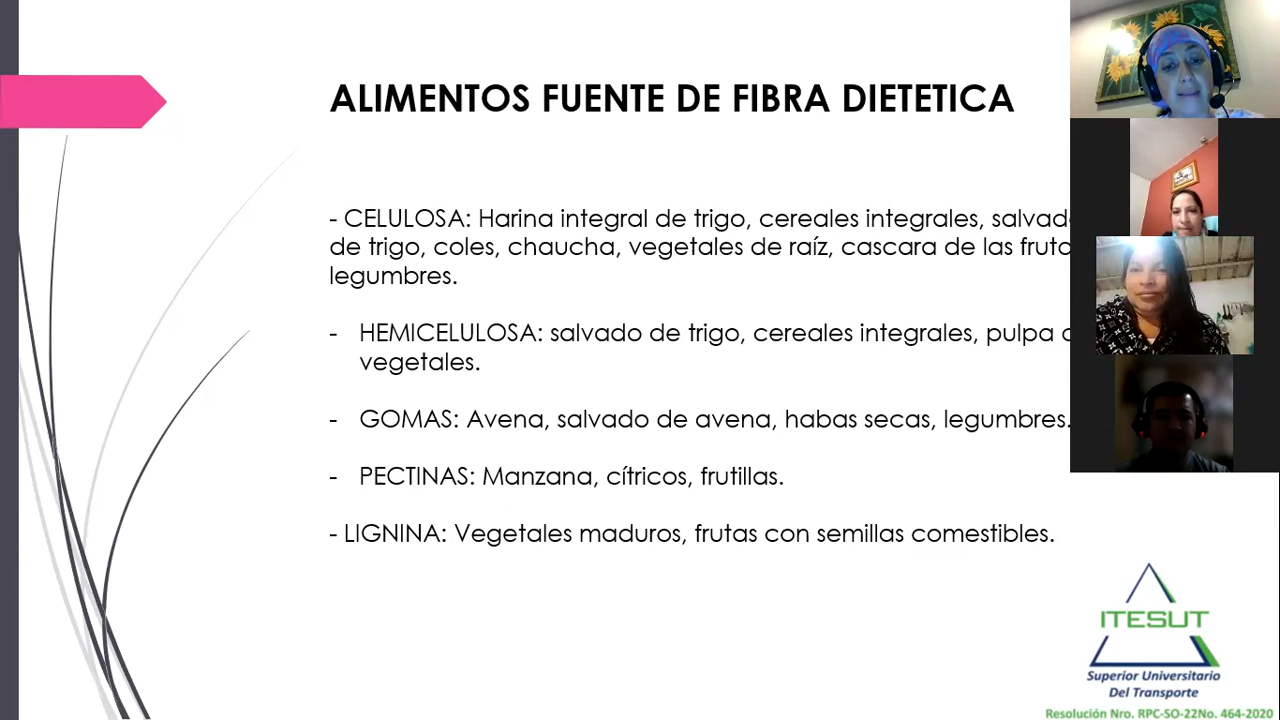 ALIMENTOS FUENTE DE FIBRA DIETETICA
- CELULOSA: Harina integral de trigo, cereales integrales,
de trigo, coles, chaucha, vegetales de raíz, cascara de las
legumbres.
- HEMICELULOSA: salvado de trigo, cereales integrales, pulpa
vegetales.
- GOMAS: Avena, salvado de avena, habas secas, legumbres.
- PECTINAS: Manzana, cítricos, frutillas.
- LIGNINA: Vegetales maduros, frutas con semillas comestibles.
ITESUT
Superior Universitario
Del Transporte
Resolución Nro. RPC-SO-22No. 464-2020